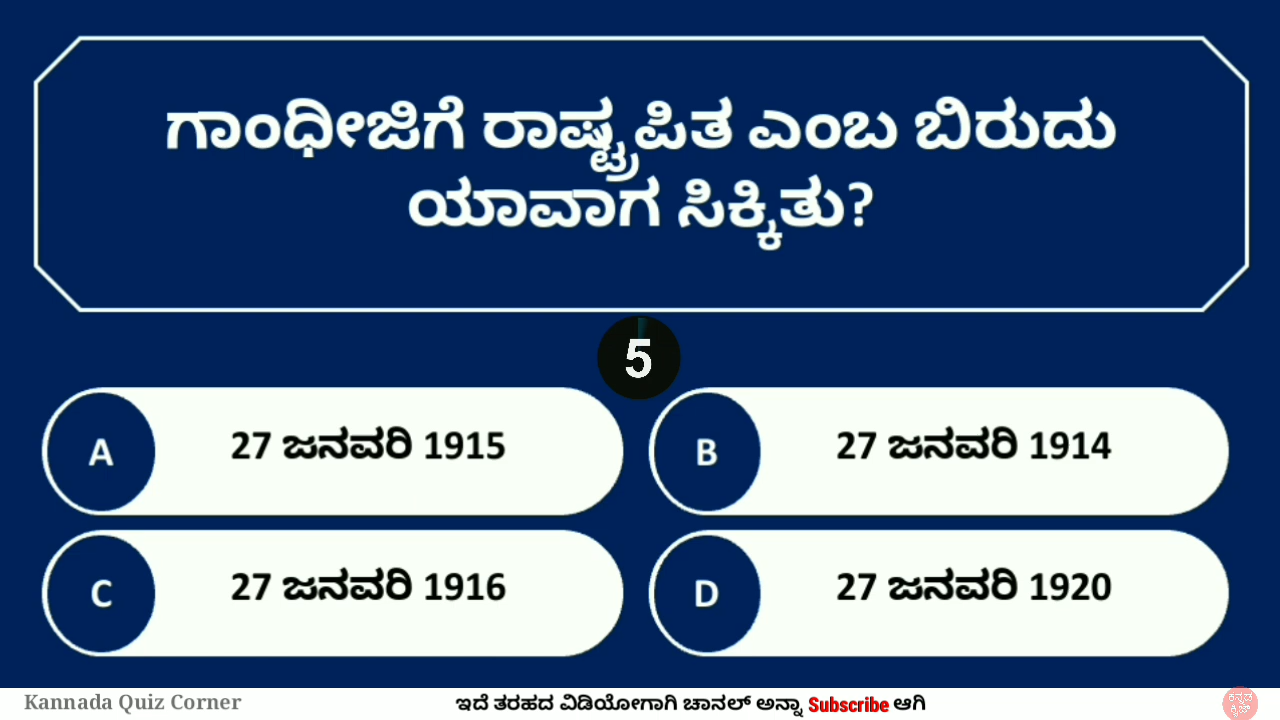 ಗಾಂಧೀಜಿಗೆ ರಾಷ್ಟ್ರಪಿತ ಎಂಬ ಬಿರುದು
ಯಾವಾಗ ಸಿಕ್ಕಿತು?
5
A 27 ಜನವರಿ 1915
B 27 ಜನವರಿ 1914
C 27 ಜನವರಿ 1916
D 27 ಜನವರಿ 1920
Kannada Quiz Corner
ಇದೆ ತರಹದ ವಿಡಿಯೋಗಾಗಿ ಚಾನಲ್ ಅನ್ನಾ Subscribe ಆಗಿ